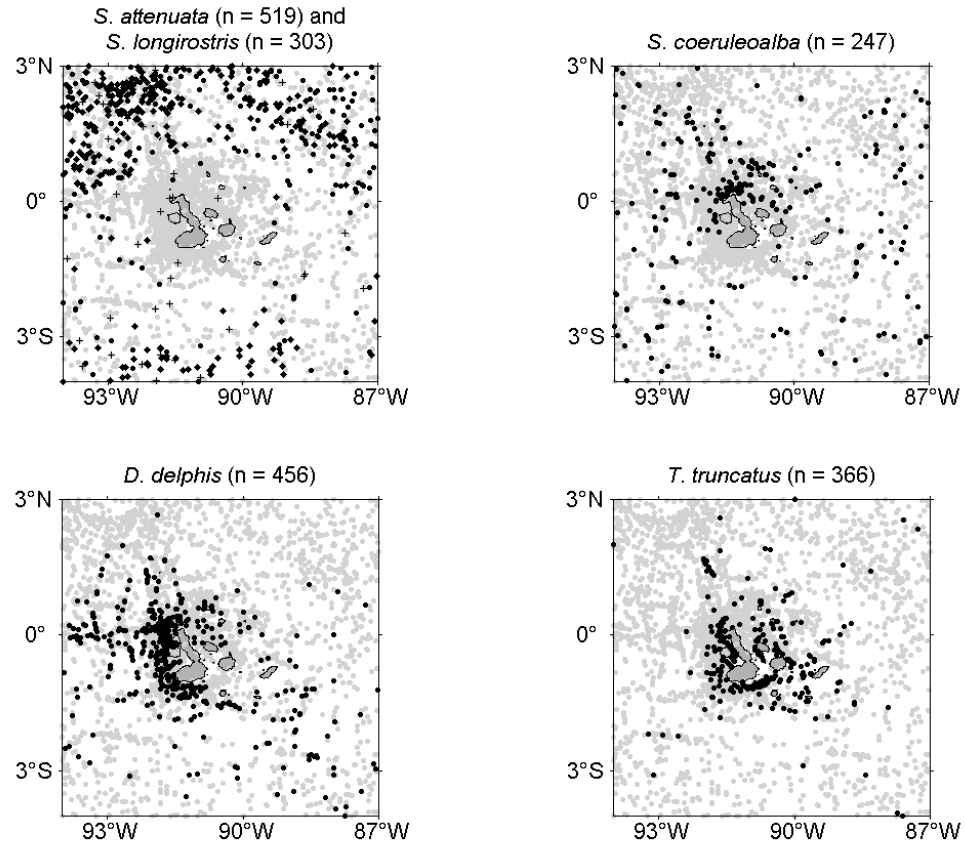 S. attenuata (n = 519) and
S. longirostris (n = 303)
3°N
0°
3°S
93°W 90°W 87°W
S. coeruleoalba (n = 247)
3°N
0°
3°S
93°W 90°W 87°W
D. delphis (n = 456)
3°N
0°
3°S
93°W 90°W 87°W
T. truncatus (n = 366)
3°N
0°
3°S
93°W 90°W 87°W